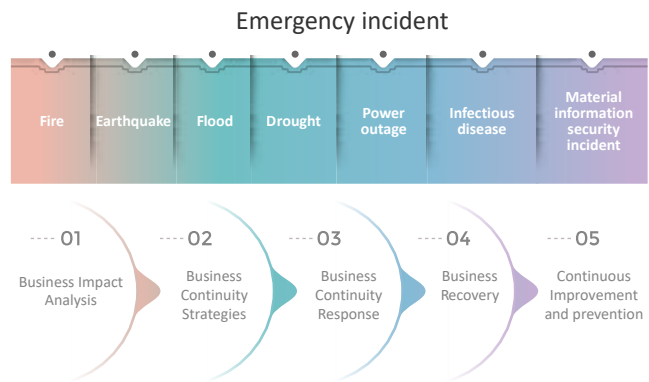 Emergency incident
Fire
Earthquake
Flood
Drought
Power
outage
Infectious
disease
Material
information
security
incident
01
Business Impact
Analysis
02
Business
Continuity
Strategies
03
Business
Continuity
Response
04
Business
Recovery
05
Continuous
Improvement
and prevention